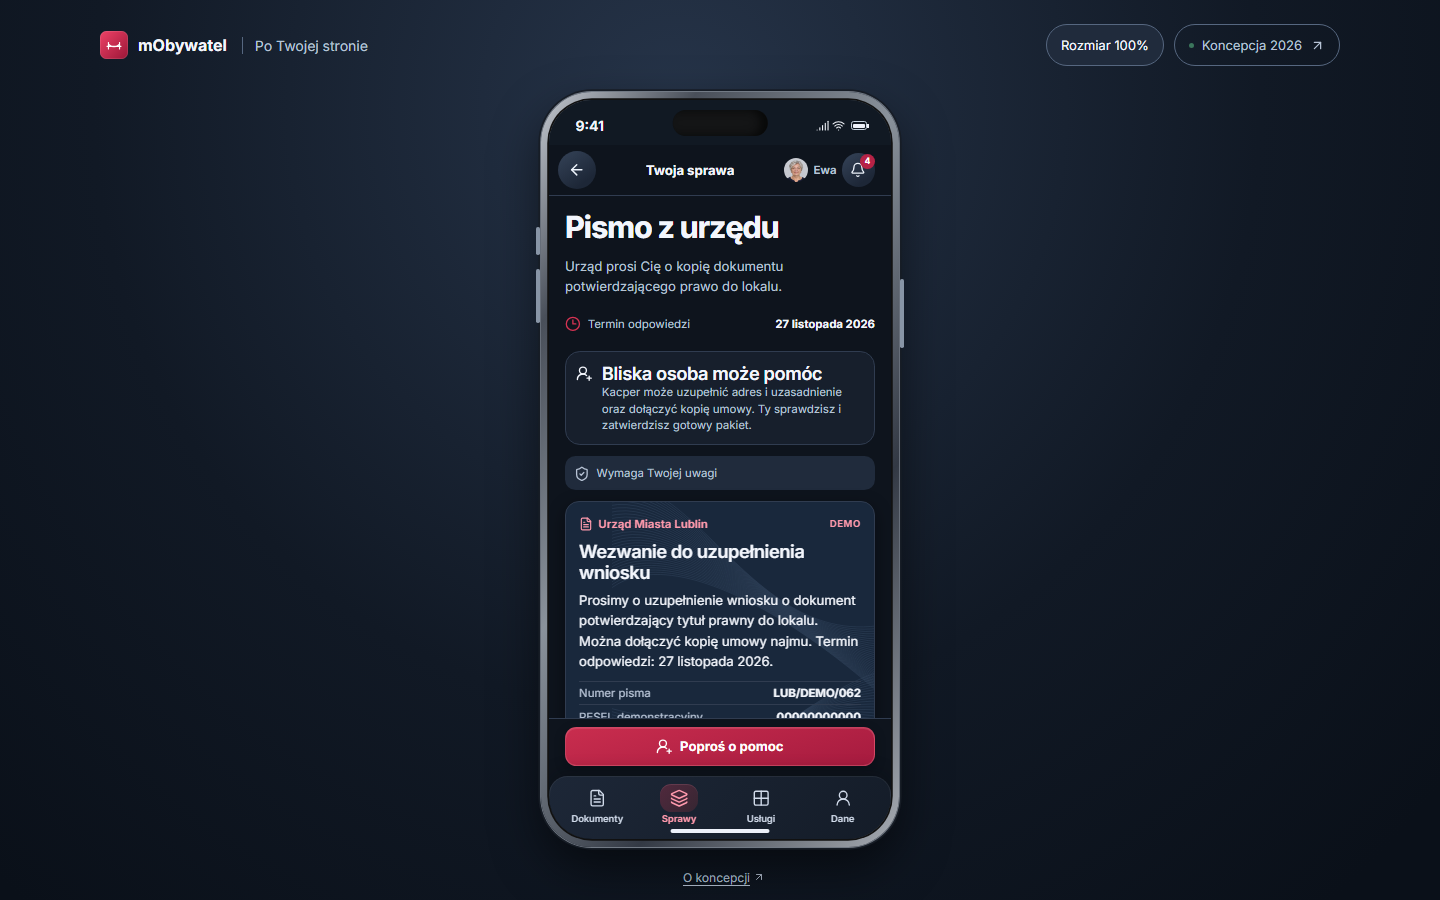 mObywatel
Po Twojej stronie
Rozmiar 100%
Koncepcja 2026
9:41
Twoja sprawa
Ewa
4
Pismo z urzędu
Urząd prosi Cię o kopię dokumentu
potwierdzającego prawo do lokalu.
Termin odpowiedzi
27 listopada 2026
Bliska osoba może pomóc
Kacper może uzupełnić adres i uzasadnienie
oraz dołączyć kopię umowy. Ty sprawdzisz i
zatwierdzisz gotowy pakiet.
Wymaga Twojej uwagi
Urząd Miasta Lublin
DEMO
Wezwanie do uzupełnienia
wniosku
Prosimy o uzupełnienie wniosku o dokument
potwierdzający tytuł prawny do lokalu.
Można dołączyć kopię umowy najmu. Termin
odpowiedzi: 27 listopada 2026.
Numer pisma
LUB/DEMO/062
PESEL demonstracyjny
00000000000
Poproś o pomoc
Dokumenty
Sprawy
Usługi
Dane
O koncepcji